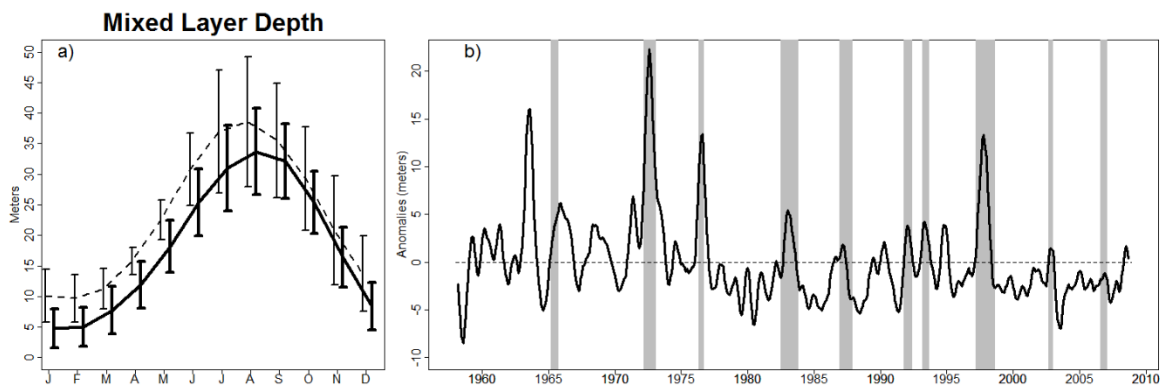 Mixed Layer Depth
a)
Meters
50
45
40
35
30
25
20
15
10
5
0
J F M A M J J A S O N D
b)
Anomalies (meters)
20
15
10
5
0
-5
-10
1960 1965 1970 1975 1980 1985 1990 1995 2000 2005 2010